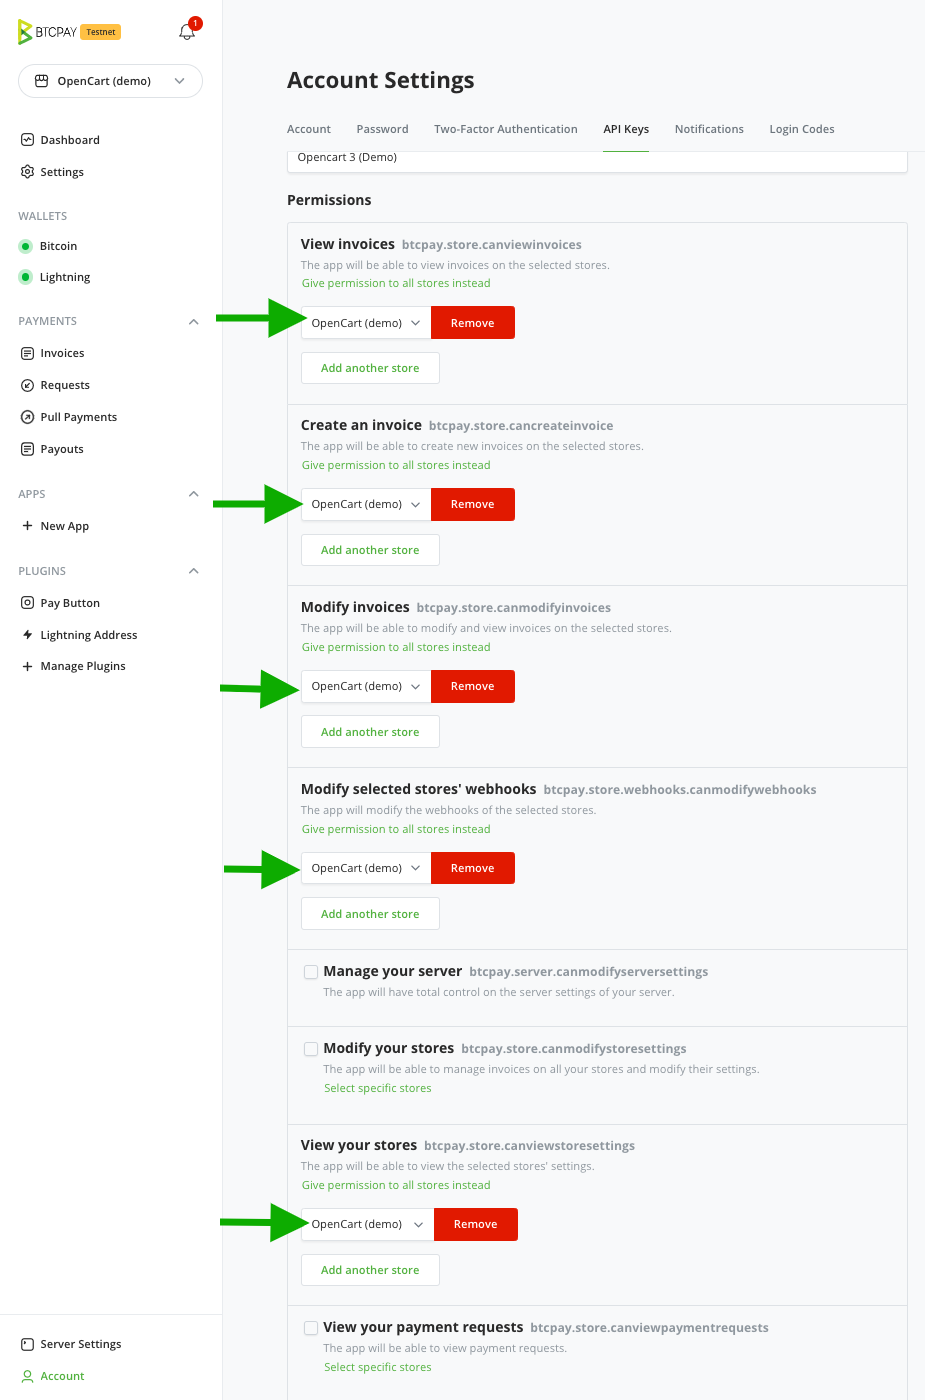 BTCPAY Testnet
1
OpenCart (demo)
Dashboard
Settings
WALLETS
Bitcoin
Lightning
PAYMENTS
Invoices
Requests
Pull Payments
Payouts
APPS
New App
PLUGINS
Pay Button
Lightning Address
Manage Plugins
Server Settings
Account
Account Settings
Account Password Two-Factor Authentication API Keys Notifications Login Codes
Opencart 3 (Demo)
Permissions
View invoices btcpay.store.canviewinvoices
The app will be able to view invoices on the selected stores.
Give permission to all stores instead
OpenCart (demo) Remove
Add another store
Create an invoice btcpay.store.cancreateinvoice
The app will be able to create new invoices on the selected stores.
Give permission to all stores instead
OpenCart (demo) Remove
Add another store
Modify invoices btcpay.store.canmodifyinvoices
The app will be able to modify and view invoices on the selected stores.
Give permission to all stores instead
OpenCart (demo) Remove
Add another store
Modify selected stores' webhooks btcpay.store.webhooks.canmodifywebhooks
The app will modify the webhooks of the selected stores.
Give permission to all stores instead
OpenCart (demo) Remove
Add another store
Manage your server btcpay.server.canmodifyserversettings
The app will have total control on the server settings of your server.
Modify your stores btcpay.store.canmodifystoresettings
The app will be able to manage invoices on all your stores and modify their settings.
Select specific stores
View your stores btcpay.store.canviewstoresettings
The app will be able to view the selected stores' settings.
Give permission to all stores instead
OpenCart (demo) Remove
Add another store
View your payment requests btcpay.store.canviewpaymentrequests
The app will be able to view payment requests.
Select specific stores